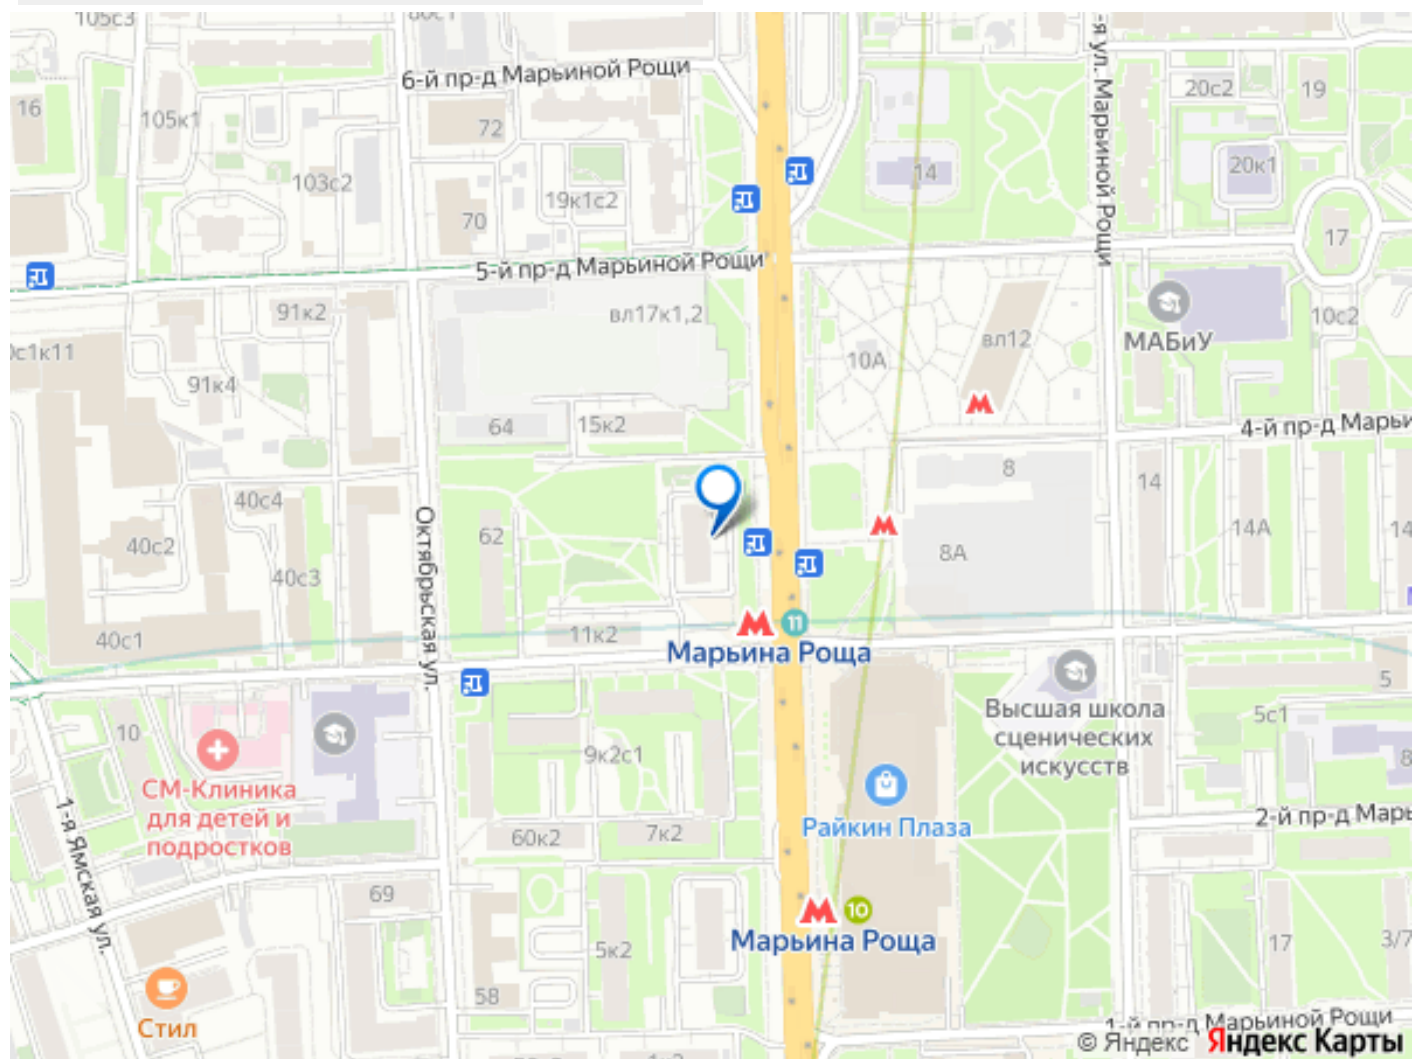 105с3
80с1
6-й пр-д Марьиной Рощи
16
105к1
72
20с2
19
-я ул. Марьиной Рощи
103с2
19к1с2
14
20к1
70
17
5-й пр-д Марьиной Рощи
91к2
вл17к1,2
вл12
10с2
МАБиУ
0с1к11
10А
91к4
64
15к2
4-й пр-д Марьи
8
14
40с4
Октябрьская ул.
62
14А
14
40с2
8А
40с3
40с1
11к2
11
Марьина Роща
5
Высшая школа
сценических
искусств
5с1
10
9к2с1
8
СМ-Клиника
для детей и
подростков
Райкин Плаза
2-й пр-д Марь
60к2
7к2
1-я Ямская ул.
69
10
Марьина Роща
5к2
17
3/7
58
Стил
1-й пр-д Марьиной Рощи
© Яндекс Яндекс Карты